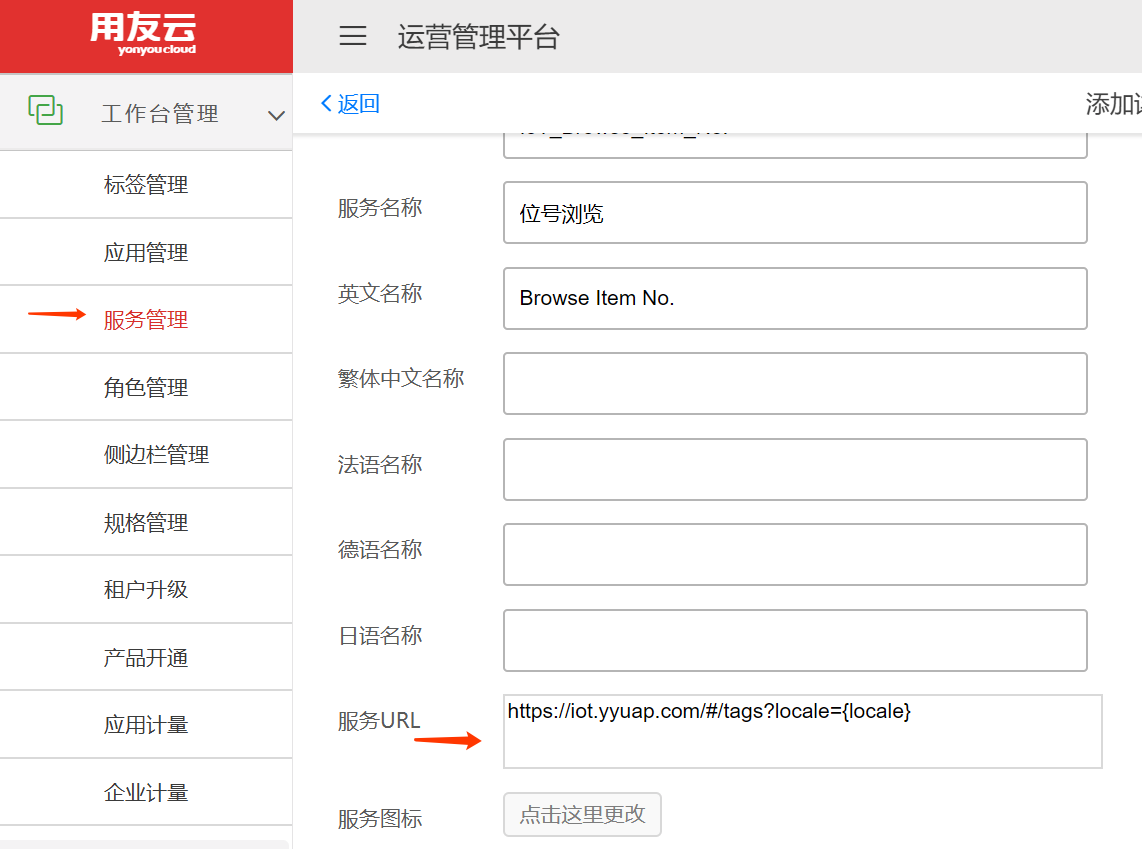 用友云
yonyoucloud
运营管理平台
工作台管理
返回
标签管理
应用管理
服务管理
角色管理
侧边栏管理
规格管理
租户升级
产品开通
应用计量
企业计量
服务名称
位号浏览
英文名称
Browse Item No.
繁体中文名称
法语名称
德语名称
日语名称
服务URL
https://iot.yyuap.com/#/tags?locale={locale}
服务图标
点击这里更改
添加